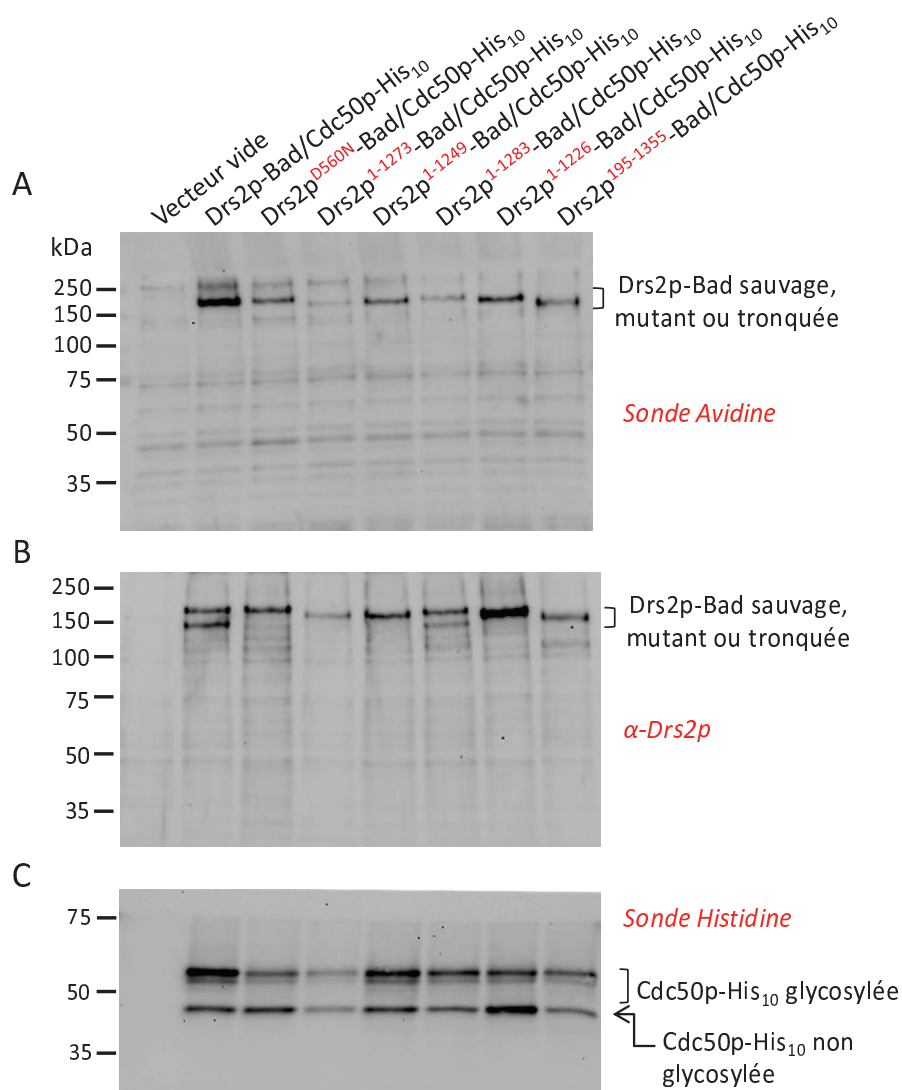 Vecteur vide
Drs2p-Bad/Cdc50p-His10
Drs2pD560N-Bad/Cdc50p-His10
Drs2p1-1273-Bad/Cdc50p-His10
Drs2p1-1249-Bad/Cdc50p-His10
Drs2p1-1283-Bad/Cdc50p-His10
Drs2p1-1226-Bad/Cdc50p-His10
Drs2p195-1355-Bad/Cdc50p-His10
A
kDa
250
150
100
75
50
35
Drs2p-Bad sauvage,
mutant ou tronquée
Sonde Avidine
B
250
150
100
75
50
35
Drs2p-Bad sauvage,
mutant ou tronquée
α-Drs2p
C
75
50
35
Sonde Histidine
Cdc50p-His10 glycosylée
Cdc50p-His10 non
glycosylée